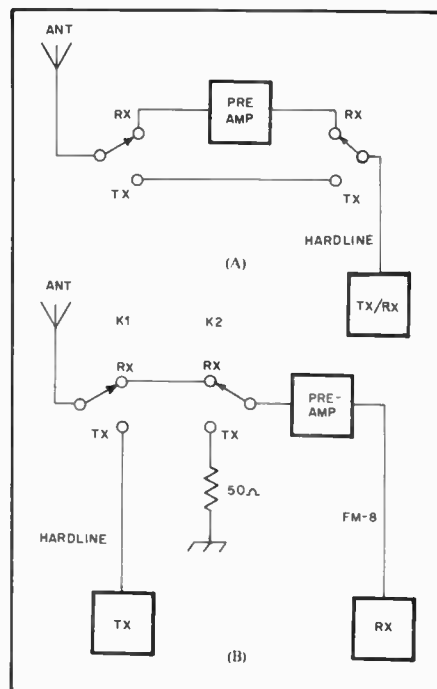 ANT
RX
PRE
AMP
RX
TX
TX
HARDLINE
(A)
TX/RX
ANT
K1
K2
RX
RX
PRE-
AMP
TX
TX
50Ω
HARDLINE
FM-8
TX
RX
(B)